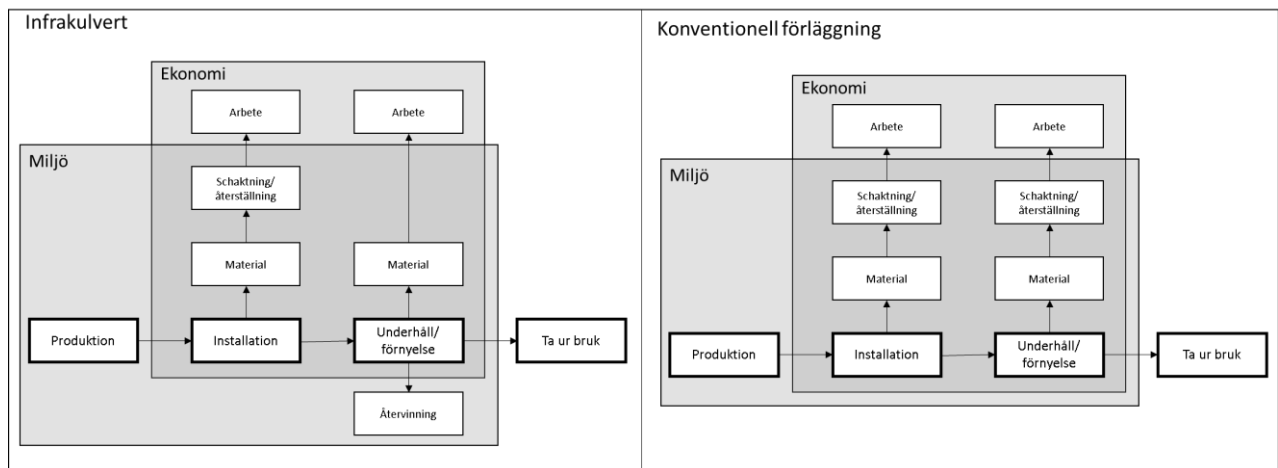 Infrakulvert
Ekonomi
Arbete
Arbete
Miljö
Schaktning/
återställning
Material
Material
Produktion
Installation
Underhåll/
förnyelse
Ta ur bruk
Återvinning
Konventionell förläggning
Ekonomi
Arbete
Arbete
Miljö
Schaktning/
återställning
Schaktning/
återställning
Material
Material
Produktion
Installation
Underhåll/
förnyelse
Ta ur bruk